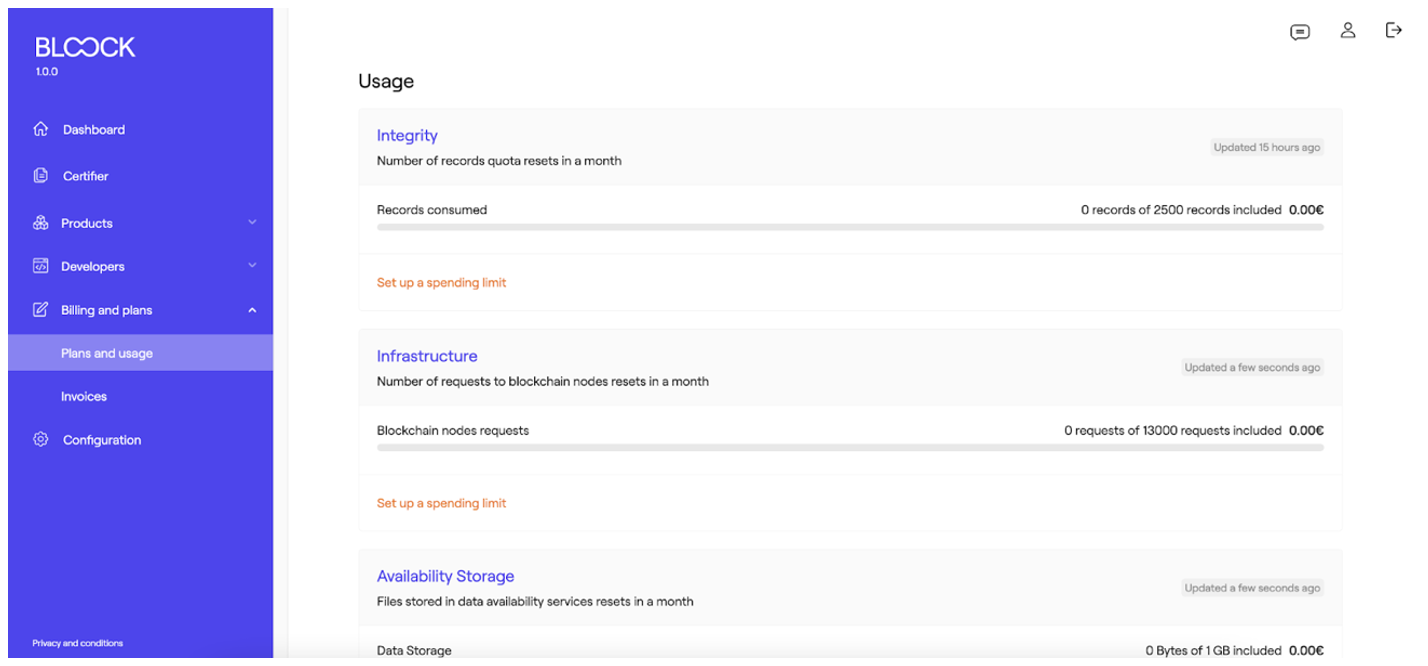 BLOOCK
1.0.0
Dashboard
Certifier
Products
Developers
Billing and plans
Plans and usage
Invoices
Configuration
Privacy and conditions
Usage
Integrity
Number of records quota resets in a month
Updated 15 hours ago
Records consumed
0 records of 2500 records included 0.00€
Set up a spending limit
Infrastructure
Number of requests to blockchain nodes resets in a month
Updated a few seconds ago
Blockchain nodes requests
0 requests of 13000 requests included 0.00€
Set up a spending limit
Availability Storage
Files stored in data availability services resets in a month
Updated a few seconds ago
Data Storage
0 Bytes of 1 GB included 0.00€